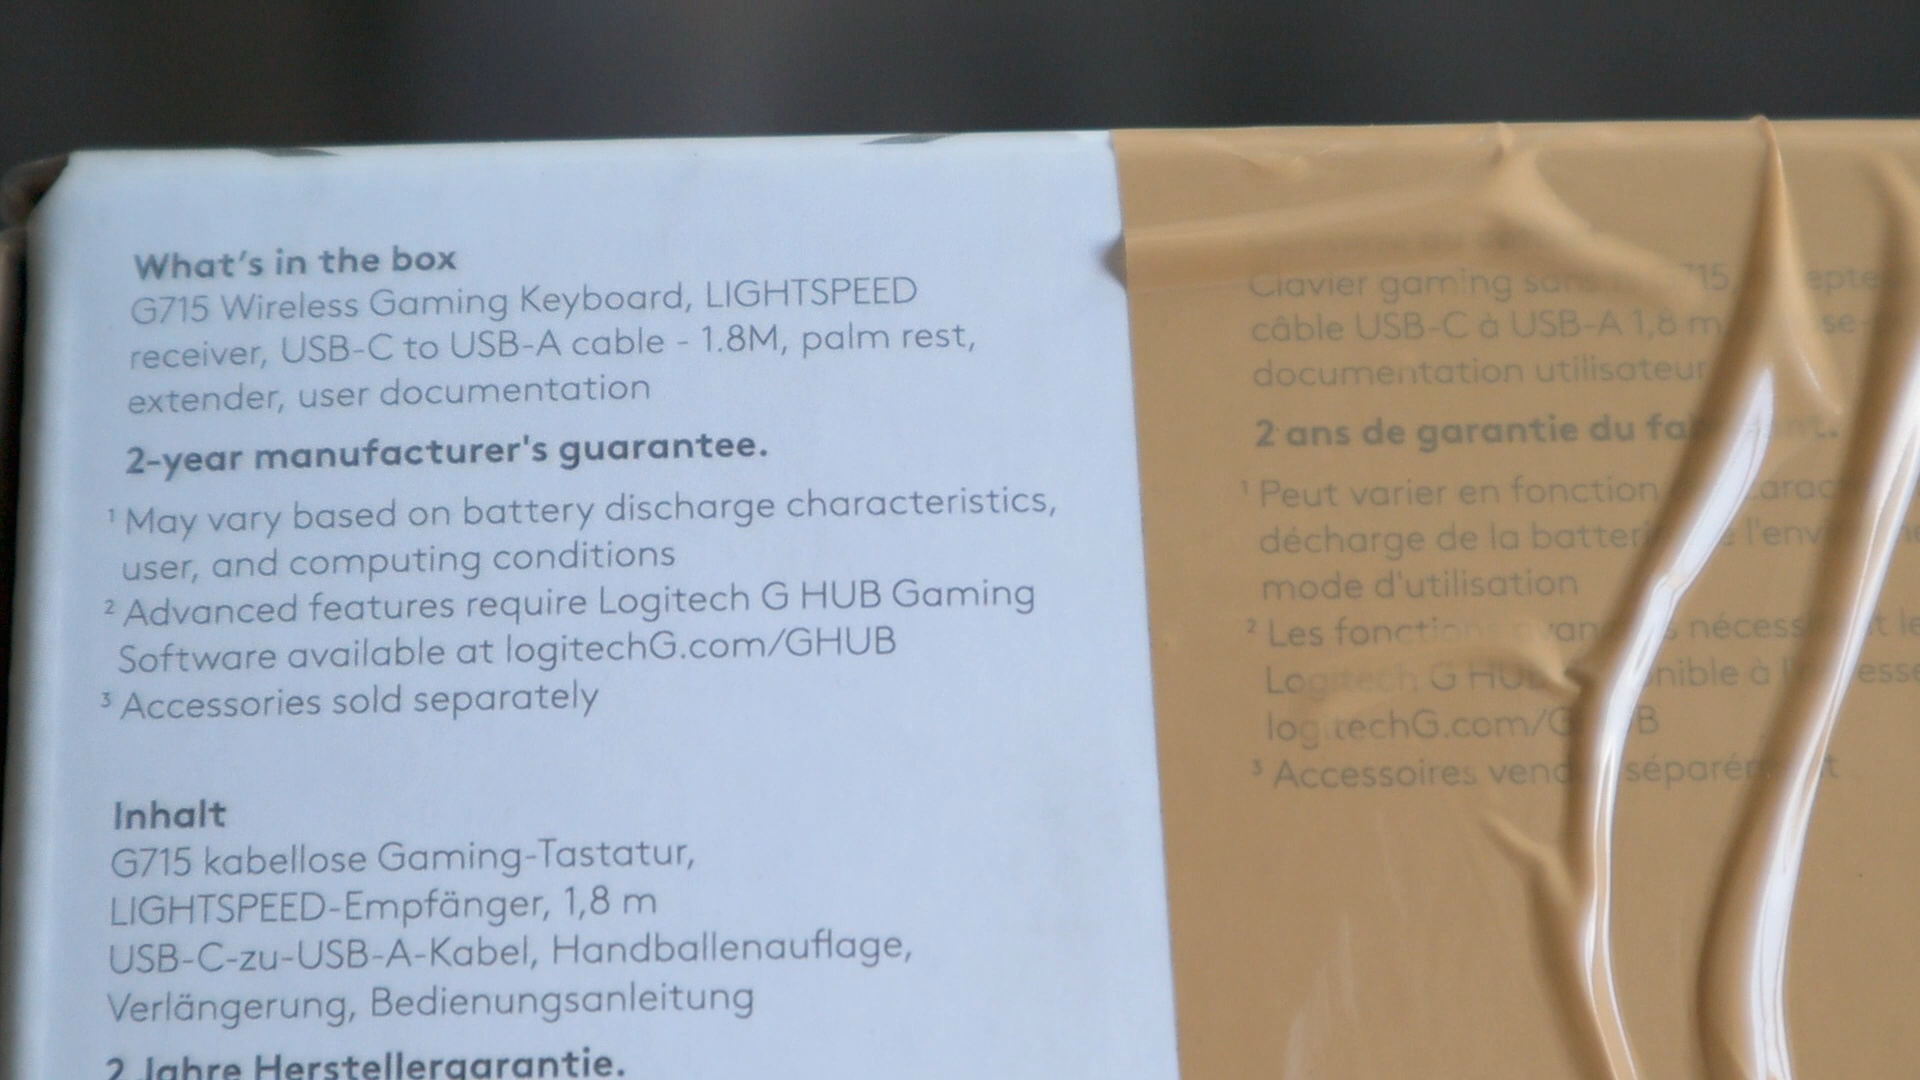 What's in the box
G715 Wireless Gaming Keyboard, LIGHTSPEED
receiver, USB-C to USB-A cable - 1.8M, palm rest,
extender, user documentation
2-year manufacturer's guarantee.
¹ May vary based on battery discharge characteristics,
user, and computing conditions
² Advanced features require Logitech G HUB Gaming
Software available at logitechG.com/GHUB
³ Accessories sold separately
Inhalt
G715 kabellose Gaming-Tastatur,
LIGHTSPEED-Empfänger, 1,8 m
USB-C-zu-USB-A-Kabel, Handballenauflage,
Verlängerung, Bedienungsanleitung
2 Jahre Herstellergarantie.
Clavier gaming
câble USB-C à USB-A 1,8 m
documentation utilisateur
2 ans de garantie du
¹ Peut varier en fonction
décharge de la
mode d'utilisation
² Les
Logitech G HUB
logitechG.com/GHUB
³ Accessoires